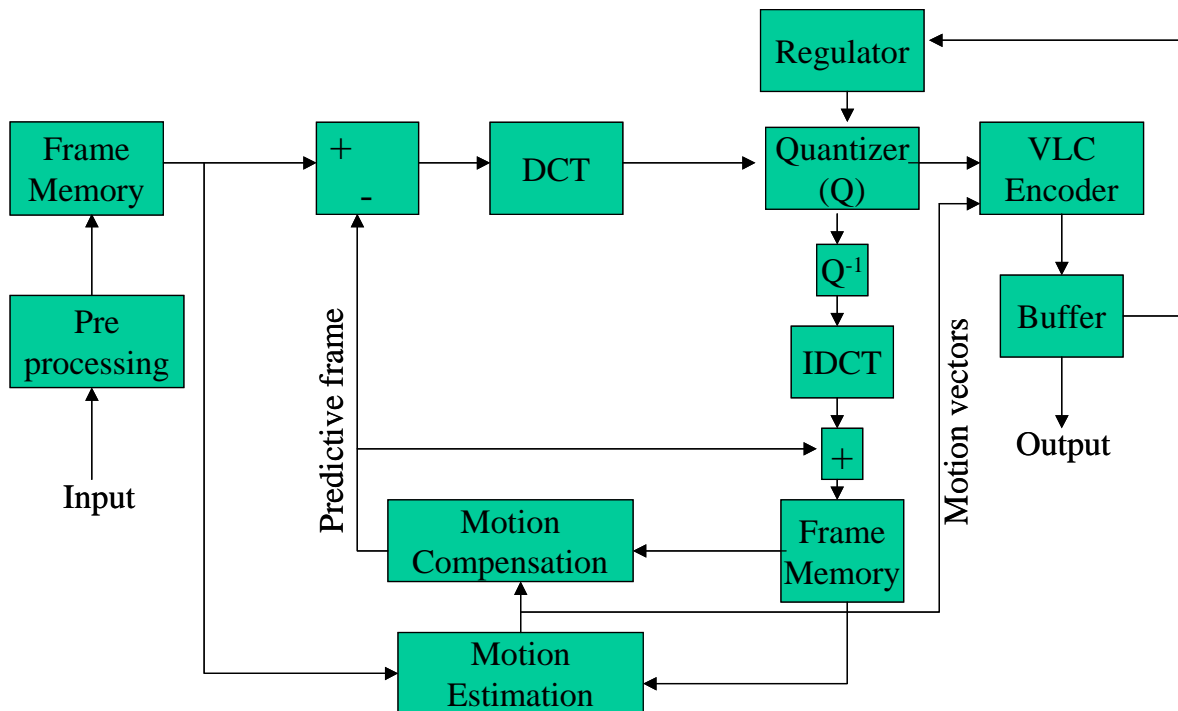 Regulator
Frame
Memory
+
-
DCT
Quantizer
(Q)
VLC
Encoder
Q-1
Pre
processing
Buffer
IDCT
Predictive frame
Motion vectors
+
Output
Input
Motion
Compensation
Frame
Memory
Motion
Estimation